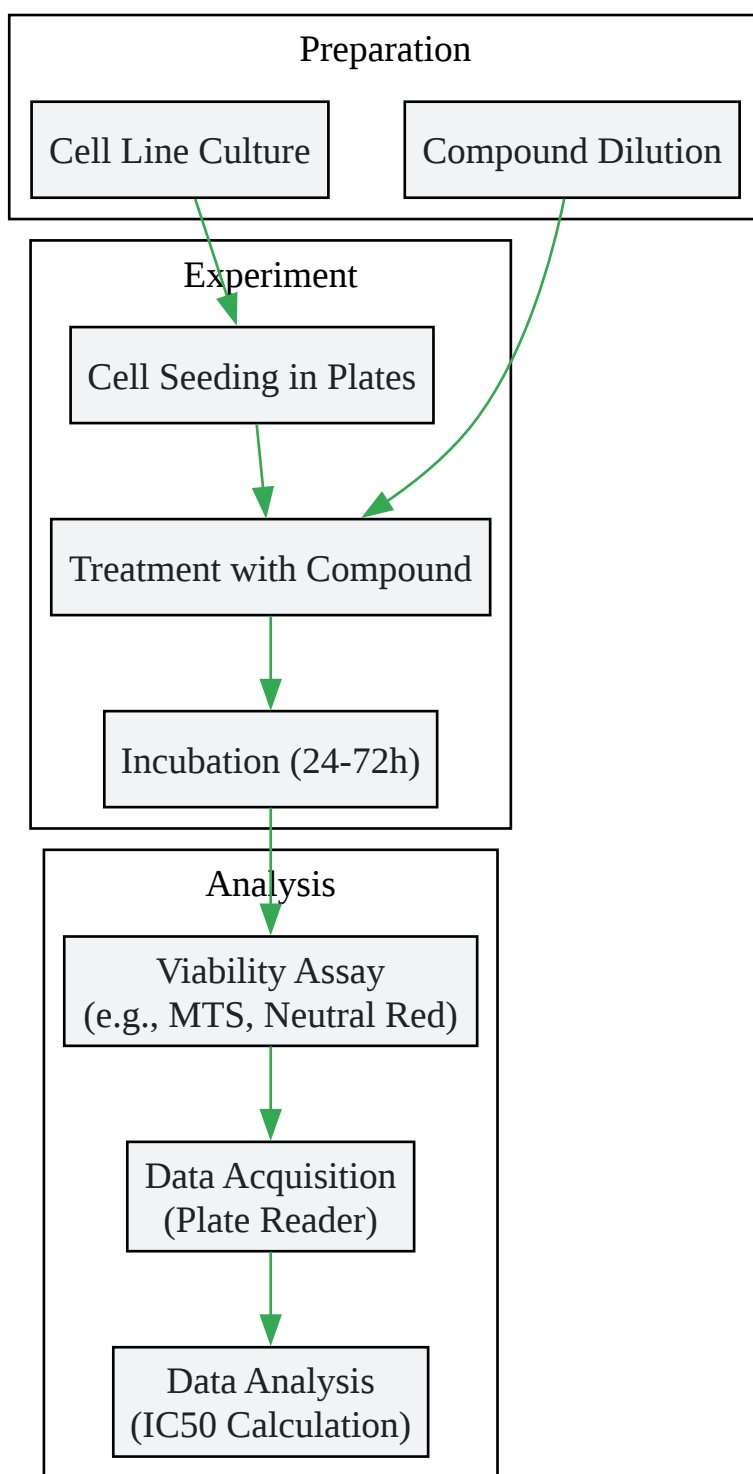 Preparation
Cell Line Culture
Compound Dilution
Experiment
Cell Seeding in Plates
Treatment with Compound
Incubation (24-72h)
Analysis
Viability Assay
(e.g., MTS, Neutral Red)
Data Acquisition
(Plate Reader)
Data Analysis
(IC50 Calculation)